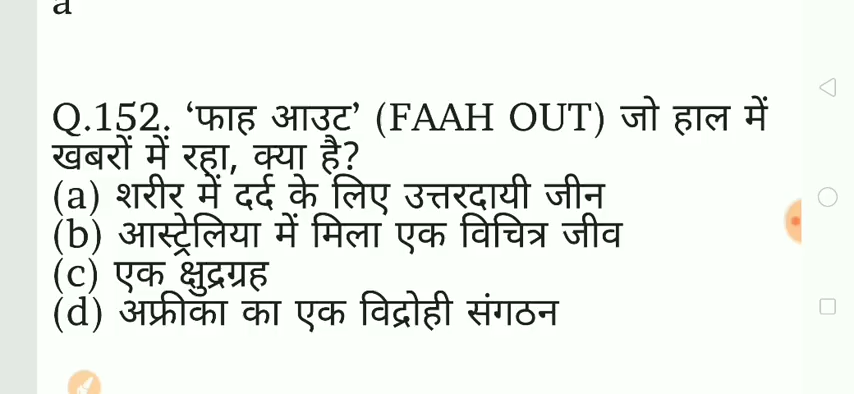 a
Q.152. ‘फाह आउट’ (FAAH OUT) जो हाल में
खबरों में रहा, क्या है?
(a) शरीर में दर्द के लिए उत्तरदायी जीन
(b) आस्ट्रेलिया में मिला एक विचित्र जीव
(c) एक क्षुद्रग्रह
(d) अफ्रीका का एक विद्रोही संगठन